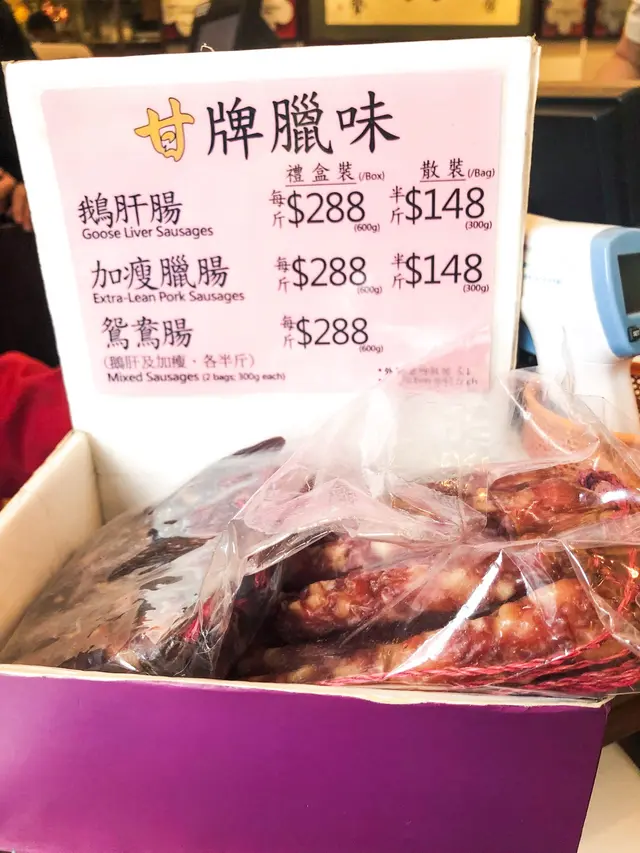 甘牌臘味
禮盒裝(/Box) 散裝(/Bag)
鵝肝腸 每斤$288(600g) 半斤$148(300g)
Goose Liver Sausages
加瘦臘腸 每斤$288(600g) 半斤$148(300g)
Extra-Lean Pork Sausages
鴛鴦腸 每斤$288(600g)
(鵝肝及加瘦,各半斤)
Mixed Sausages (2 bags; 300g each)